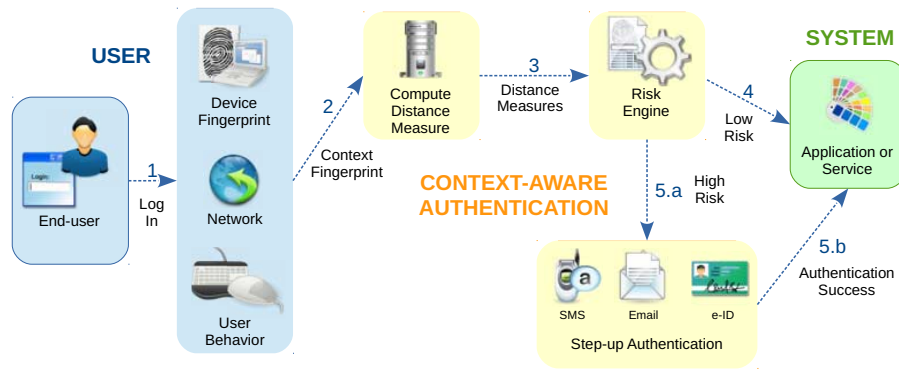 USER
End-user
Login:
1
Log
In
Device
Fingerprint
Network
User
Behavior
2
Context
Fingerprint
Compute
Distance
Measure
3
Distance
Measures
Risk
Engine
CONTEXT-AWARE
AUTHENTICATION
4
Low
Risk
SYSTEM
Application or
Service
5.a
High
Risk
a
SMS
Email
e-ID
Step-up Authentication
5.b
Authentication
Success